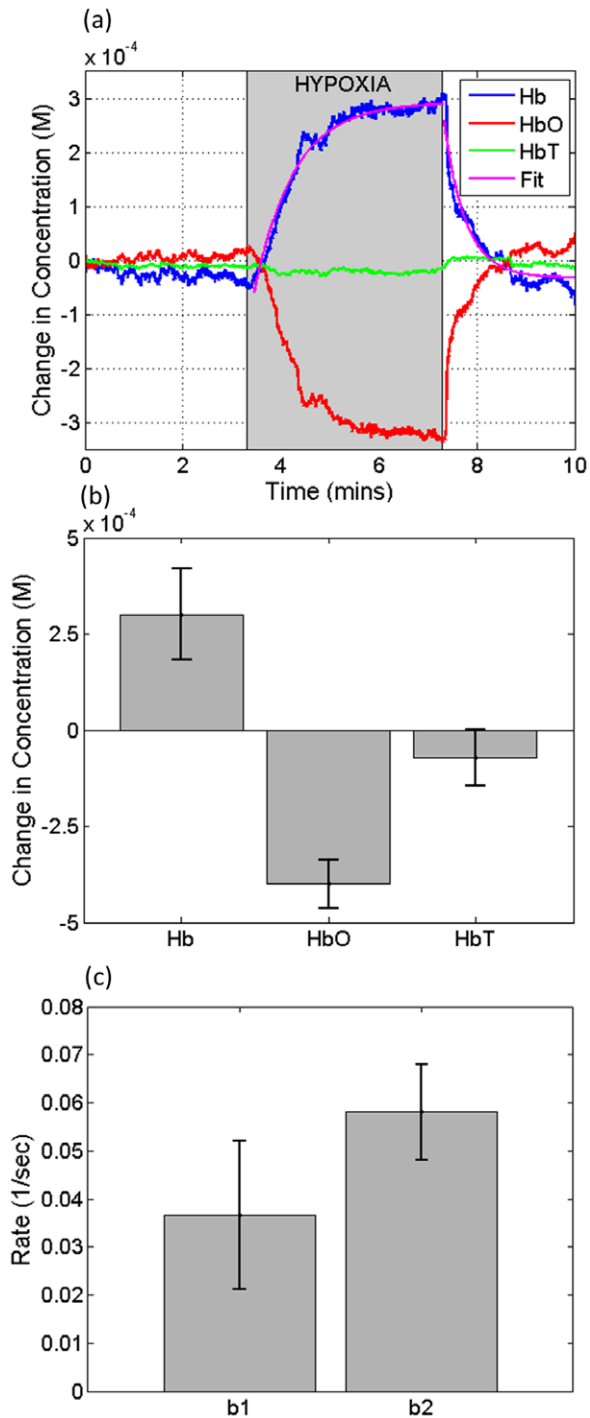 (a)
x 10-4
HYPOXIA
Hb
HbO
HbT
Fit
3
2
1
0
-1
-2
-3
Change in Concentration (M)
0 2 4 6 8 10
Time (mins)
(b)
x 10-4
5
2.5
0
-2.5
-5
Change in Concentration (M)
Hb HbO HbT
(c)
0.08
0.07
0.06
0.05
0.04
0.03
0.02
0.01
0
Rate (1/sec)
b1 b2